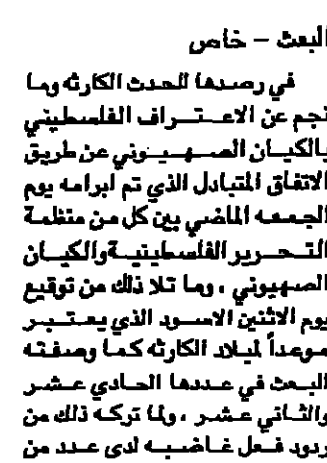 البعث – خاص
في رصدها للحدث الكارثه وما
نجم عن الاعتراف الفلسطيني
بالكيان الصهيوني عن طريق
الاتفاق المتبادل الذي تم ابرامه يوم
الجمعه الماضي بين كل من منظمة
التحرير الفلسطينية والكيان
الصهيوني ، وما تلا ذلك من توقيع
يوم الاثنين الاسود الذي يعتبر
موعداً لميلاد الكارثه كما وصفته
البعث في عددها الحادي عشر
والثاني عشر ، ولما تركه ذلك من
ردود فعل غاضبه لدى عدد من